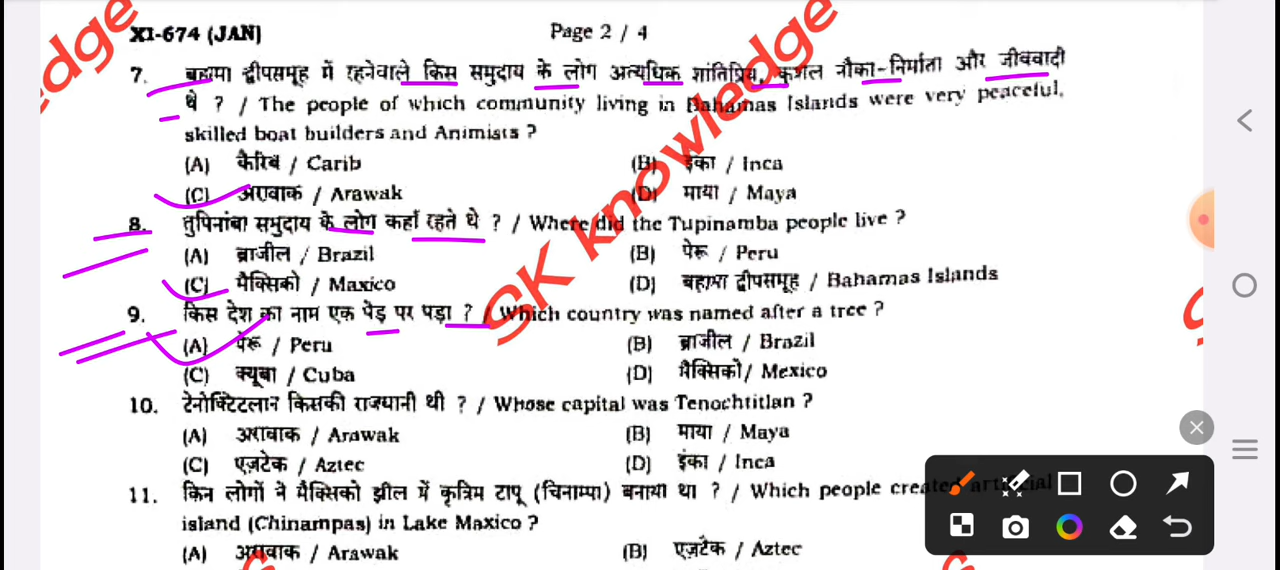 XI-674 (JAN) Page 2 / 4
7. बहामा द्वीपसमूह में रहनेवाले किस समुदाय के लोग अत्यधिक शांतिप्रिय, कुशल नौका-निर्माता और जीववादी
थे ? / The people of which community living in Bahamas Islands were very peaceful,
skilled boat builders and Animists ?
(A) कैरिब / Carib (B) इंका / Inca
(C) अरावाक / Arawak (D) माया / Maya
8. तुपिनांबा समुदाय के लोग कहाँ रहते थे ? / Where did the Tupinamba people live ?
(A) ब्राजील / Brazil (B) पेरू / Peru
(C) मैक्सिको / Maxico (D) बहामा द्वीपसमूह / Bahamas Islands
9. किस देश का नाम एक पेड़ पर पड़ा ? / Which country was named after a tree ?
(A) पेरू / Peru (B) ब्राजील / Brazil
(C) क्यूबा / Cuba (D) मैक्सिको/ Mexico
10. टेनोक्टिटलान किसकी राजधानी थी ? / Whose capital was Tenochtitlan ?
(A) अरावाक / Arawak (B) माया / Maya
(C) एज़टेक / Aztec (D) इंका / Inca
11. किन लोगों ने मैक्सिको झील में कृत्रिम टापू (चिनाम्पा) बनाया था ? / Which people created artificial
island (Chinampas) in Lake Maxico ?
(A) अरावाक / Arawak (B) एज़टेक / Aztec
SK knowledge
edge
S